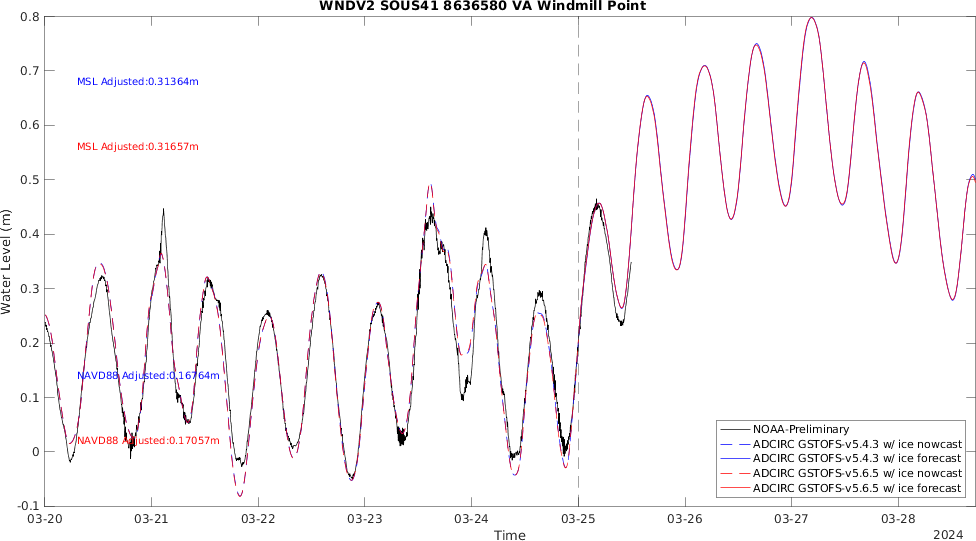 WNDV2 SOUS41 8636580 VA Windmill Point
0.8
0.7
0.6
0.5
0.4
0.3
0.2
0.1
0
-0.1
Water Level (m)
MSL Adjusted:0.31364m
MSL Adjusted:0.31657m
NAVD88 Adjusted:0.16764m
NAVD88 Adjusted:0.17057m
NOAA-Preliminary
ADCIRC GSTOFS-v5.4.3 w/ ice nowcast
ADCIRC GSTOFS-v5.4.3 w/ ice forecast
ADCIRC GSTOFS-v5.6.5 w/ ice nowcast
ADCIRC GSTOFS-v5.6.5 w/ ice forecast
03-20 03-21 03-22 03-23 03-24 03-25 03-26 03-27 03-28
Time
2024